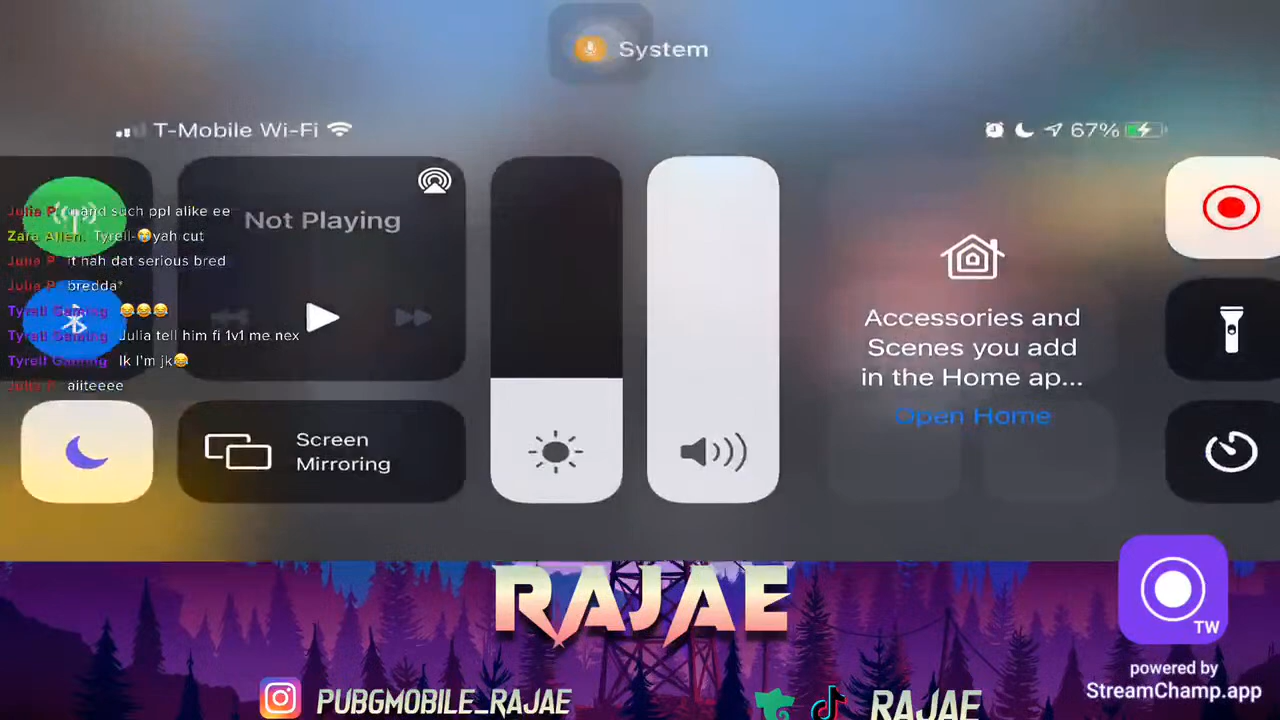 System
T-Mobile Wi-Fi
67%
Not Playing
Julia P and such ppl alike ee
Zara Allen. Tyrell-😭yah cut
Julia P it nah dat serious bred
Julia P bredda*
Tyrell Gaming 😂😂😂
Tyrell Gaming Julia tell him fi 1v1 me nex
Tyrell Gaming Ik I'm jk😂
Julia P aiiteeee
Screen
Mirroring
Accessories and
Scenes you add
in the Home ap...
Open Home
RAJAE
PUBGMOBILE_RAJAE
RAJAE
TW
powered by
StreamChamp.app